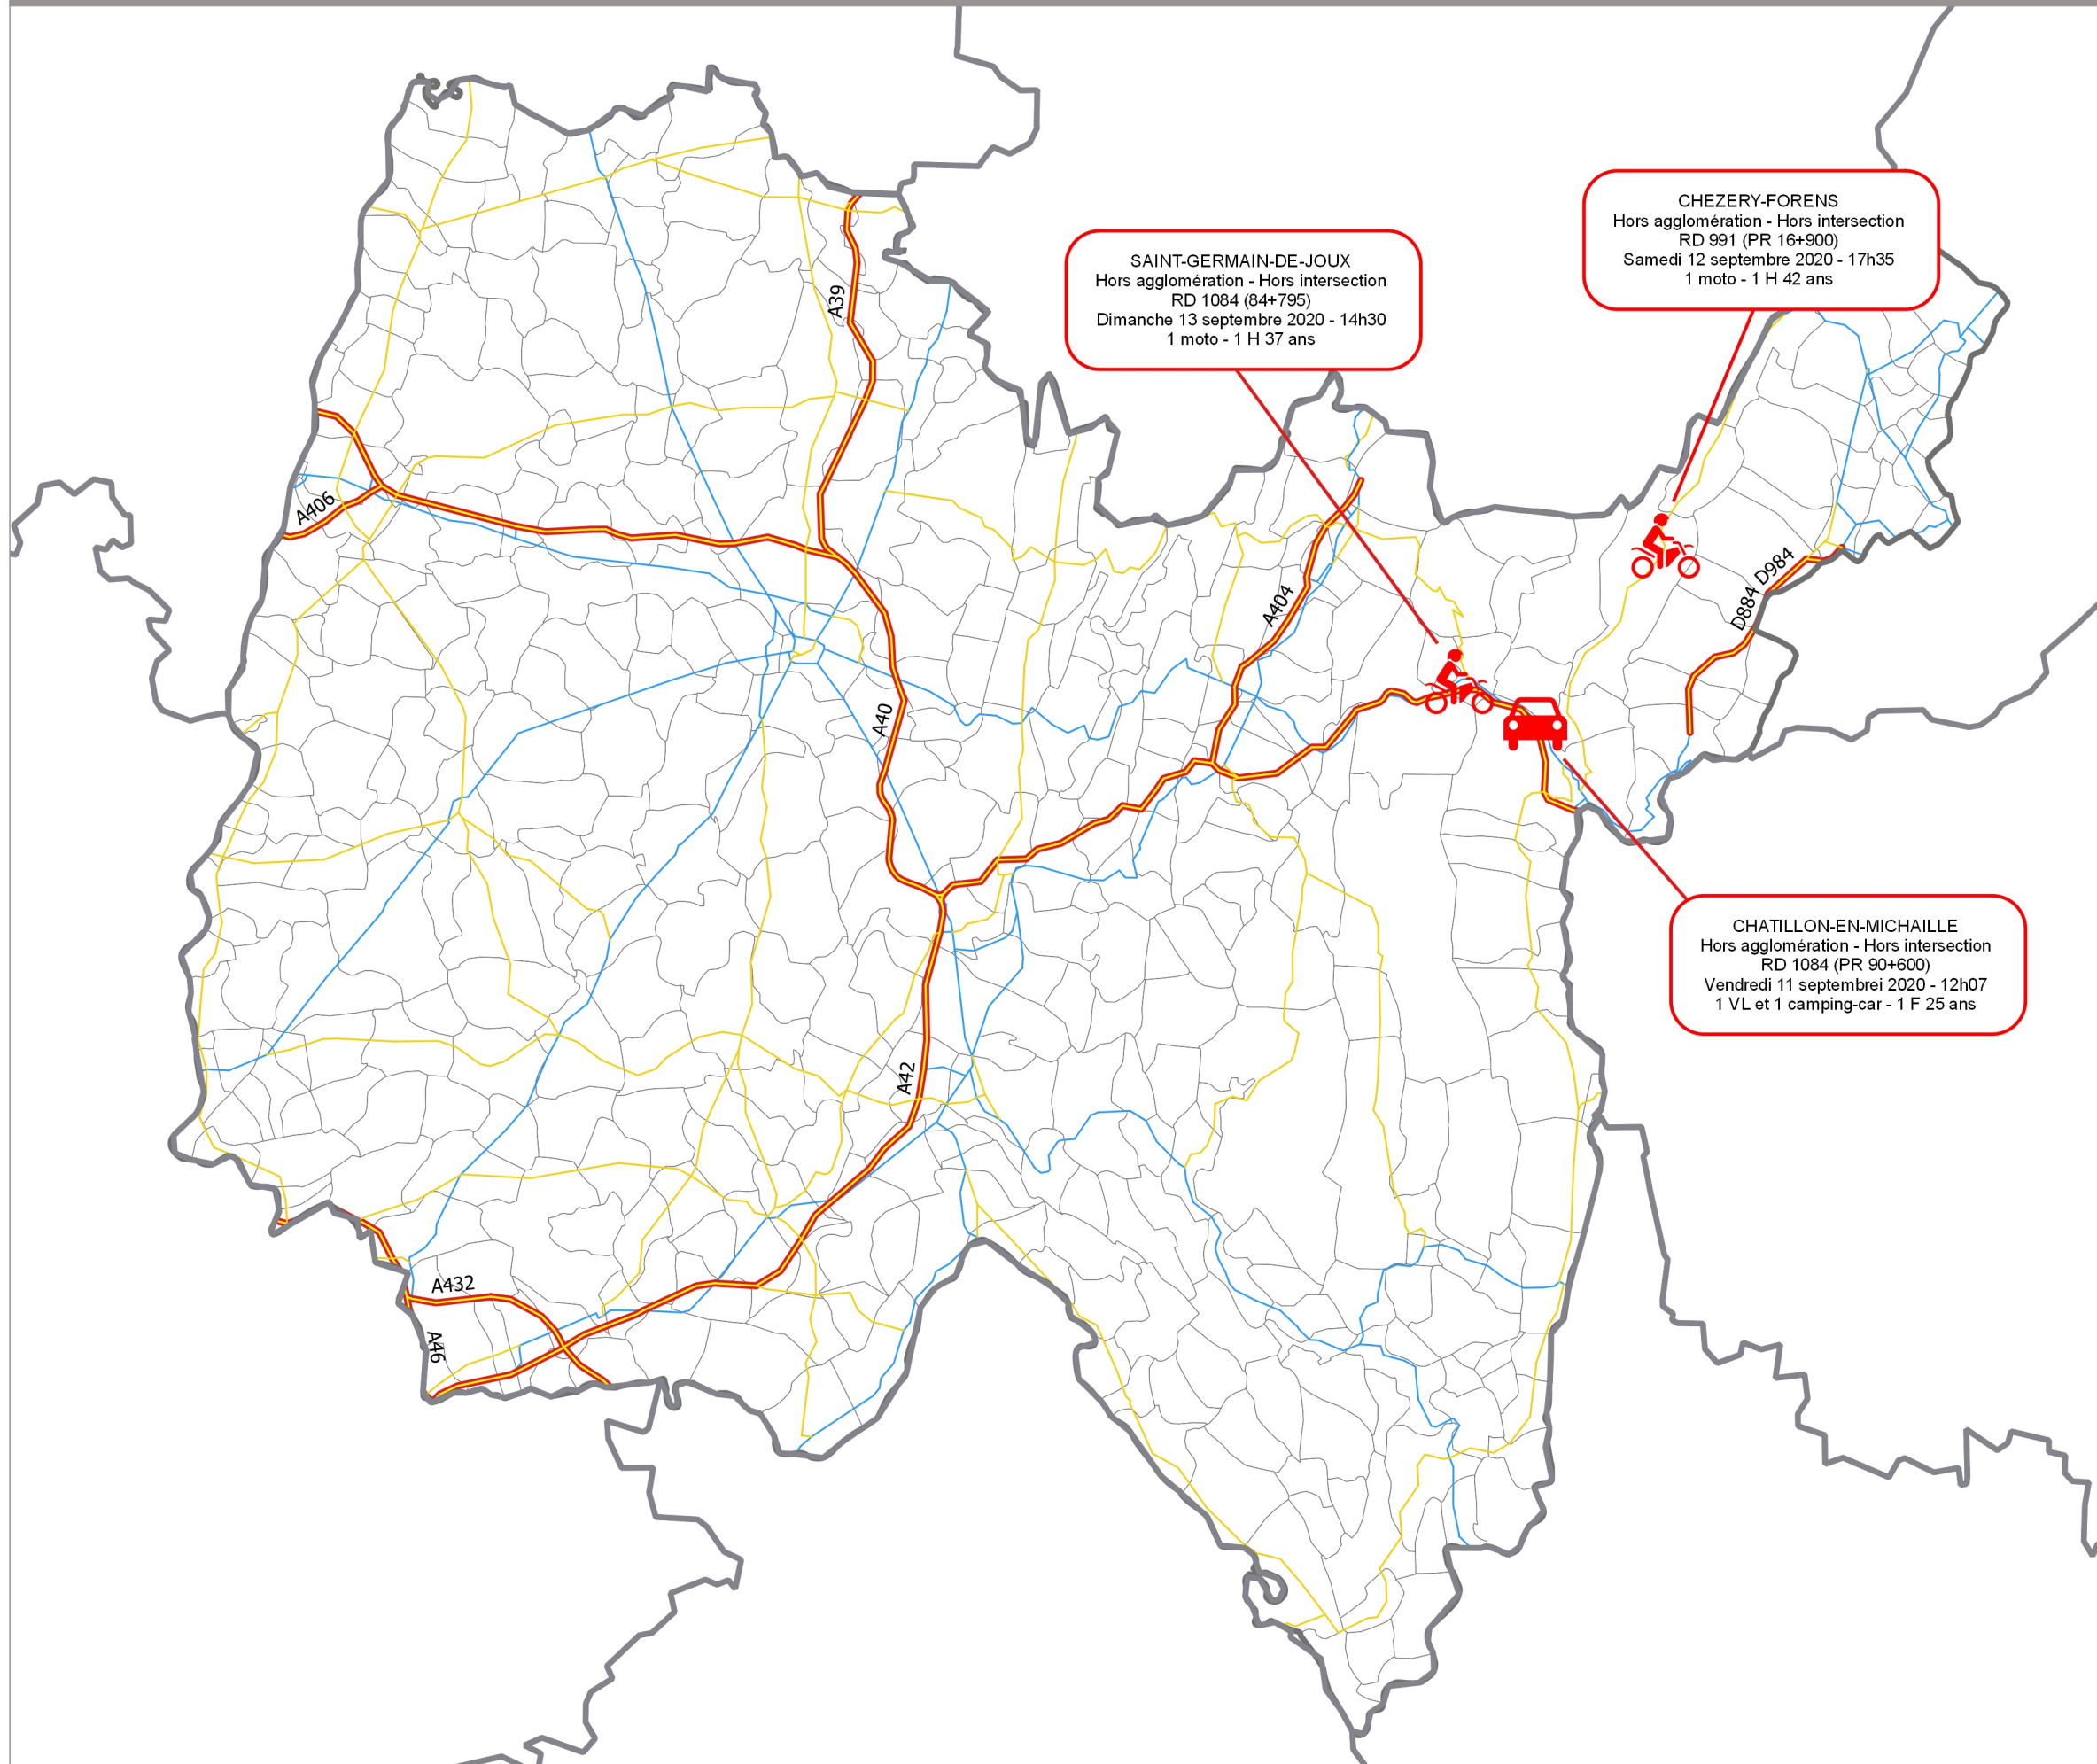 CHEZERY-FORENS
Hors agglomération - Hors intersection
RD 991 (PR 16+900)
Samedi 12 septembre 2020 - 17h35
1 moto - 1 H 42 ans
SAINT-GERMAIN-DE-JOUX
Hors agglomération - Hors intersection
RD 1084 (84+795)
Dimanche 13 septembre 2020 - 14h30
1 moto - 1 H 37 ans
A39
A406
A404
D984
D884
A40
CHATILLON-EN-MICHAILLE
Hors agglomération - Hors intersection
RD 1084 (PR 90+600)
Vendredi 11 septembrei 2020 - 12h07
1 VL et 1 camping-car - 1 F 25 ans
A42
A432
A46